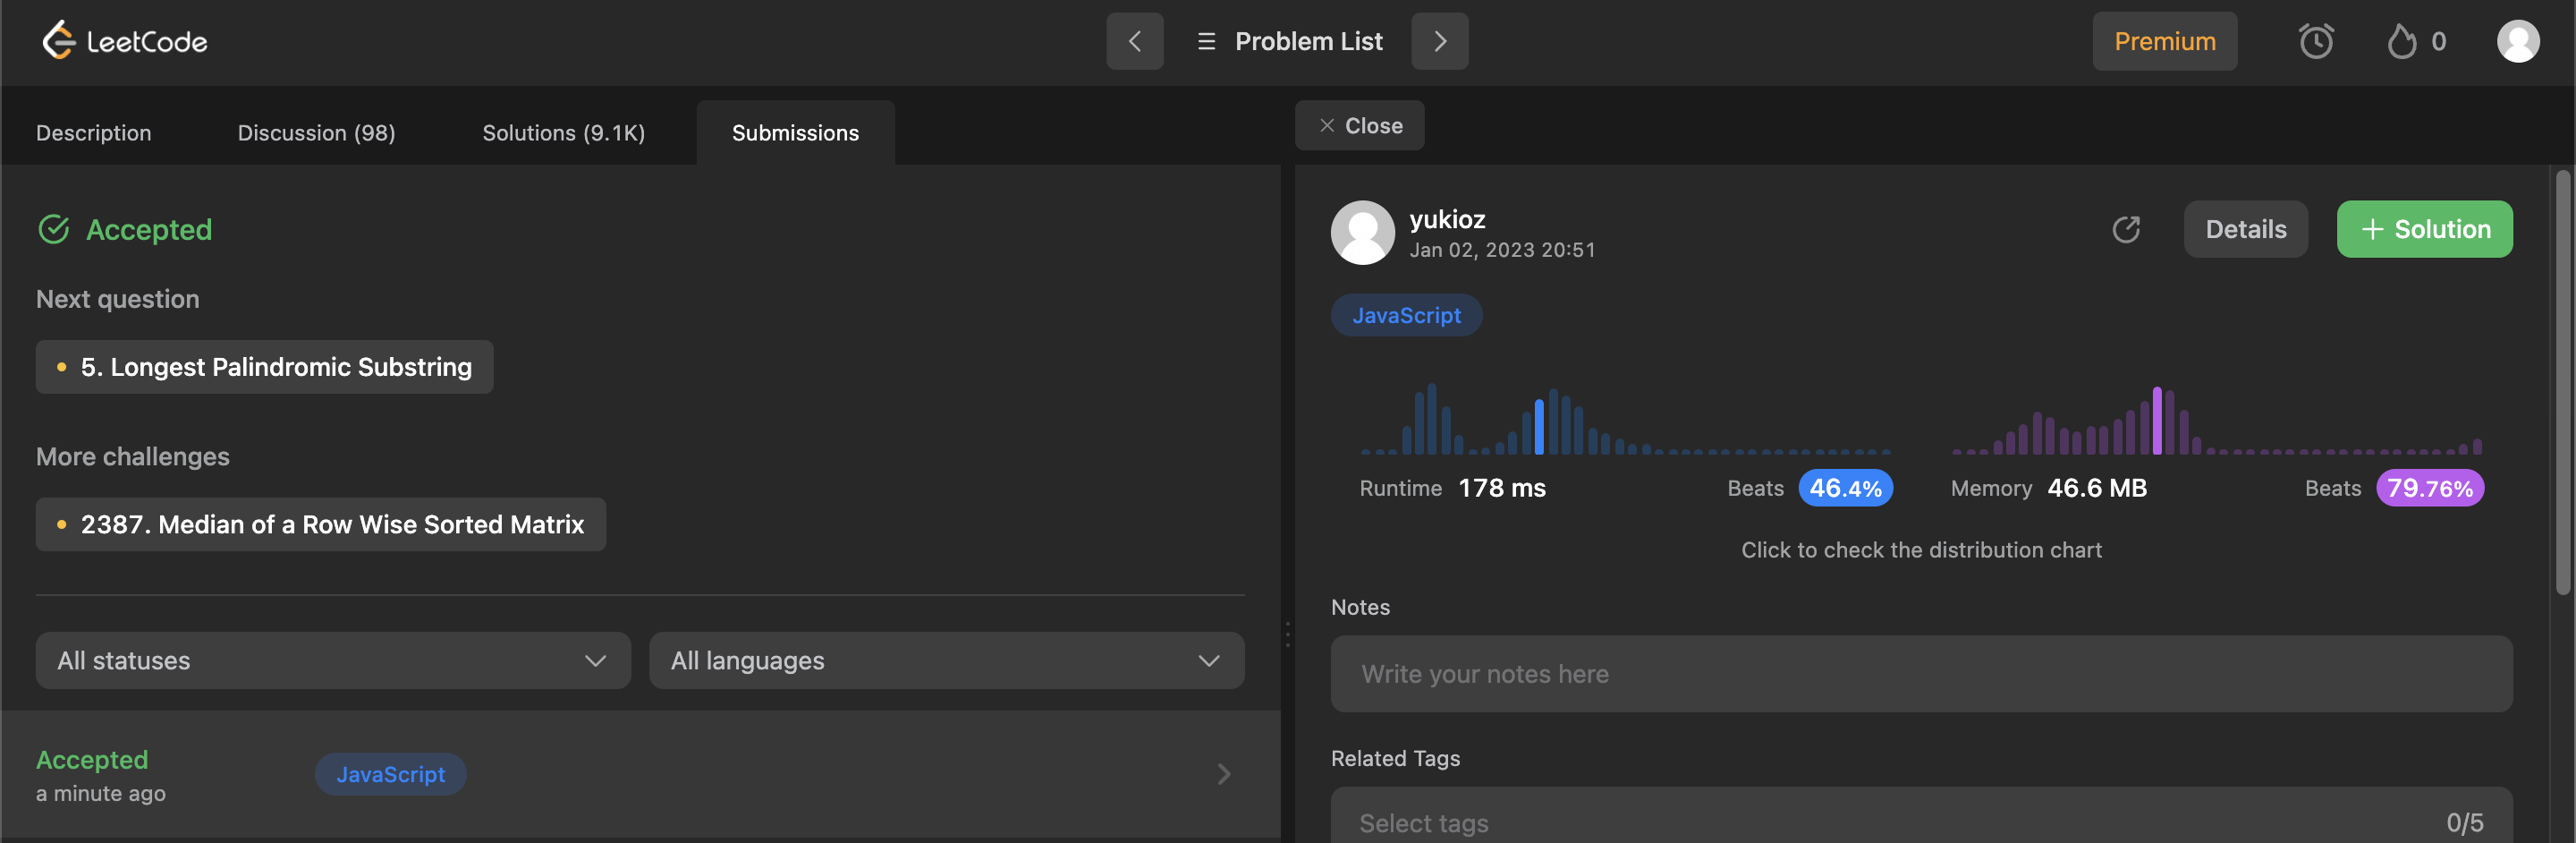 LeetCode
Problem List
Premium
0
Description
Discussion (98)
Solutions (9.1K)
Submissions
Close
Accepted
Next question
5. Longest Palindromic Substring
More challenges
2387. Median of a Row Wise Sorted Matrix
All statuses
All languages
Accepted
a minute ago
JavaScript
yukioz
Jan 02, 2023 20:51
Details
+ Solution
JavaScript
Runtime 178 ms
Beats 46.4%
Memory 46.6 MB
Beats 79.76%
Click to check the distribution chart
Notes
Write your notes here
Related Tags
Select tags
0/5